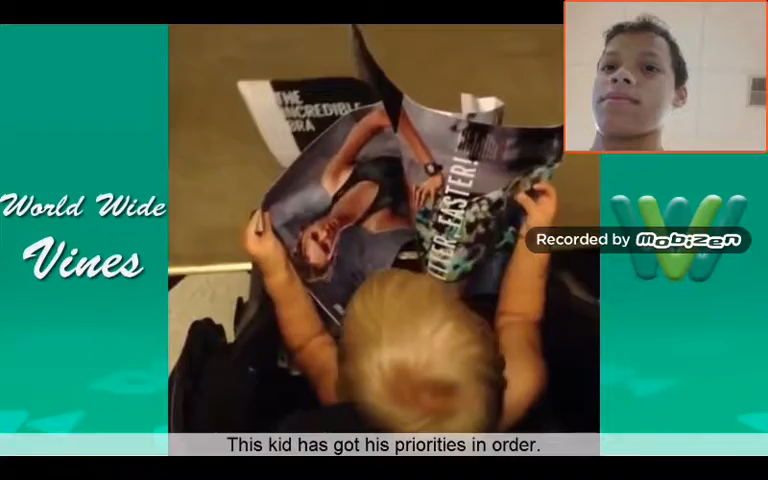 THE
INCREDIBLE
BRA
FASTER!
World Wide
Vines
Recorded by MOBIZEN
This kid has got his priorities in order.